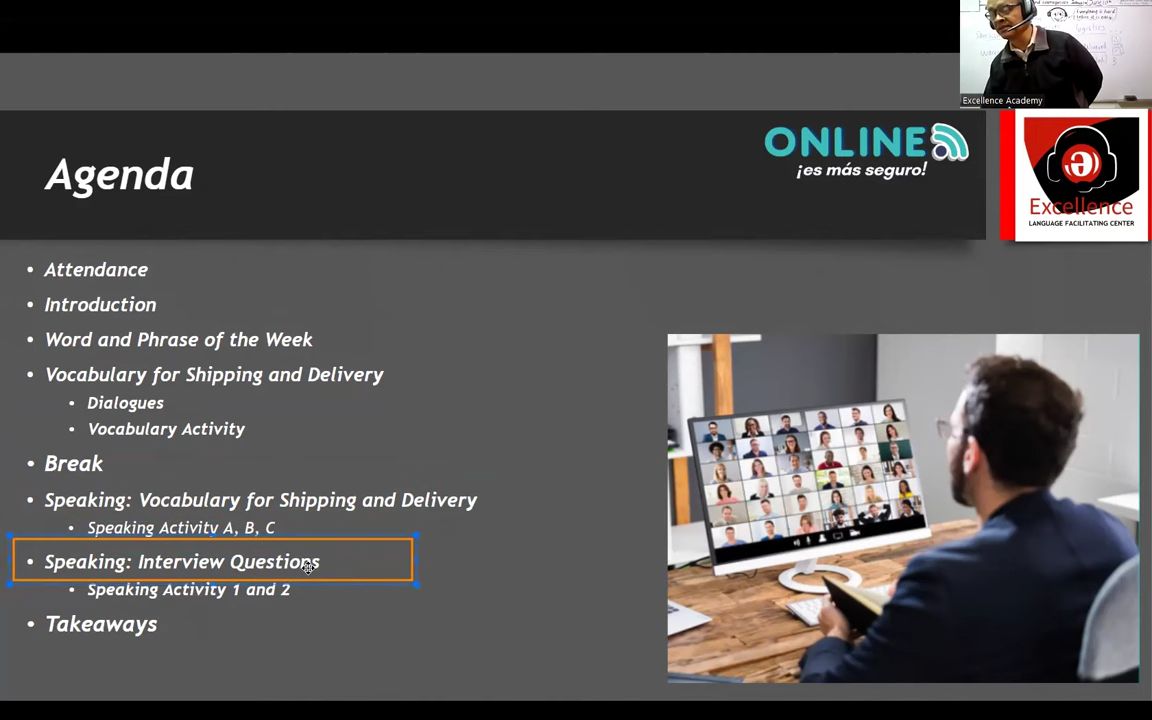 Excellence Academy
Agenda
ONLINE
¡es más seguro!
Excellence
LANGUAGE FACILITATING CENTER
• Attendance
• Introduction
• Word and Phrase of the Week
• Vocabulary for Shipping and Delivery
• Dialogues
• Vocabulary Activity
• Break
• Speaking: Vocabulary for Shipping and Delivery
• Speaking Activity A, B, C
• Speaking: Interview Questions
• Speaking Activity 1 and 2
• Takeaways